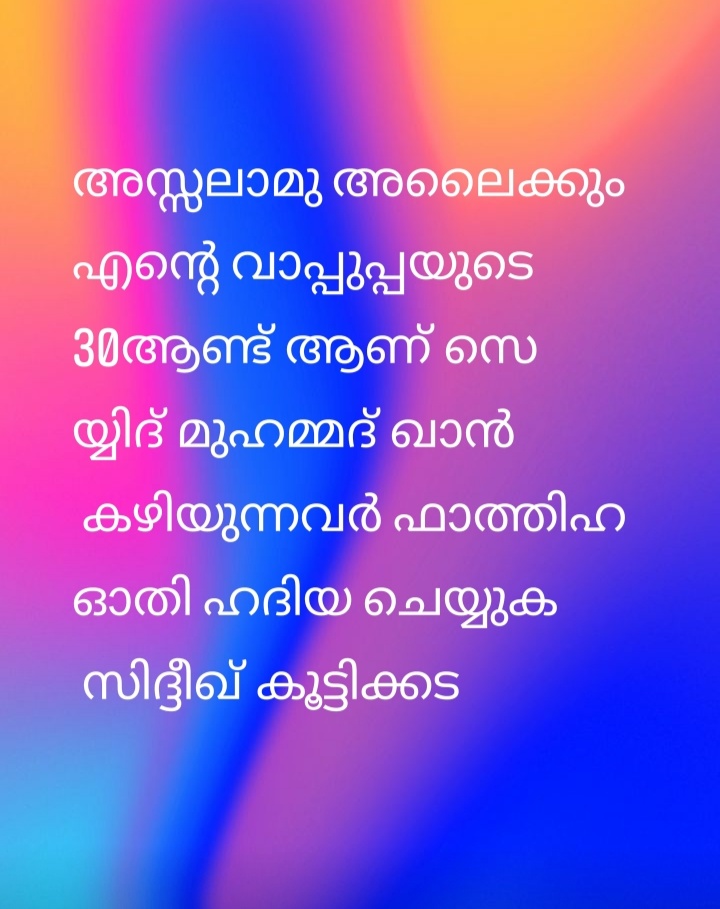 അസ്സലാമു അലൈക്കും
എന്റെ വാപ്പുപ്പയുടെ
30ആണ്ട് ആണ് സെ
യ്യിദ് മുഹമ്മദ് ഖാൻ
കഴിയുന്നവർ ഫാത്തിഹ
ഓതി ഹദിയ ചെയ്യുക
സിദ്ദീഖ് കൂട്ടിക്കട